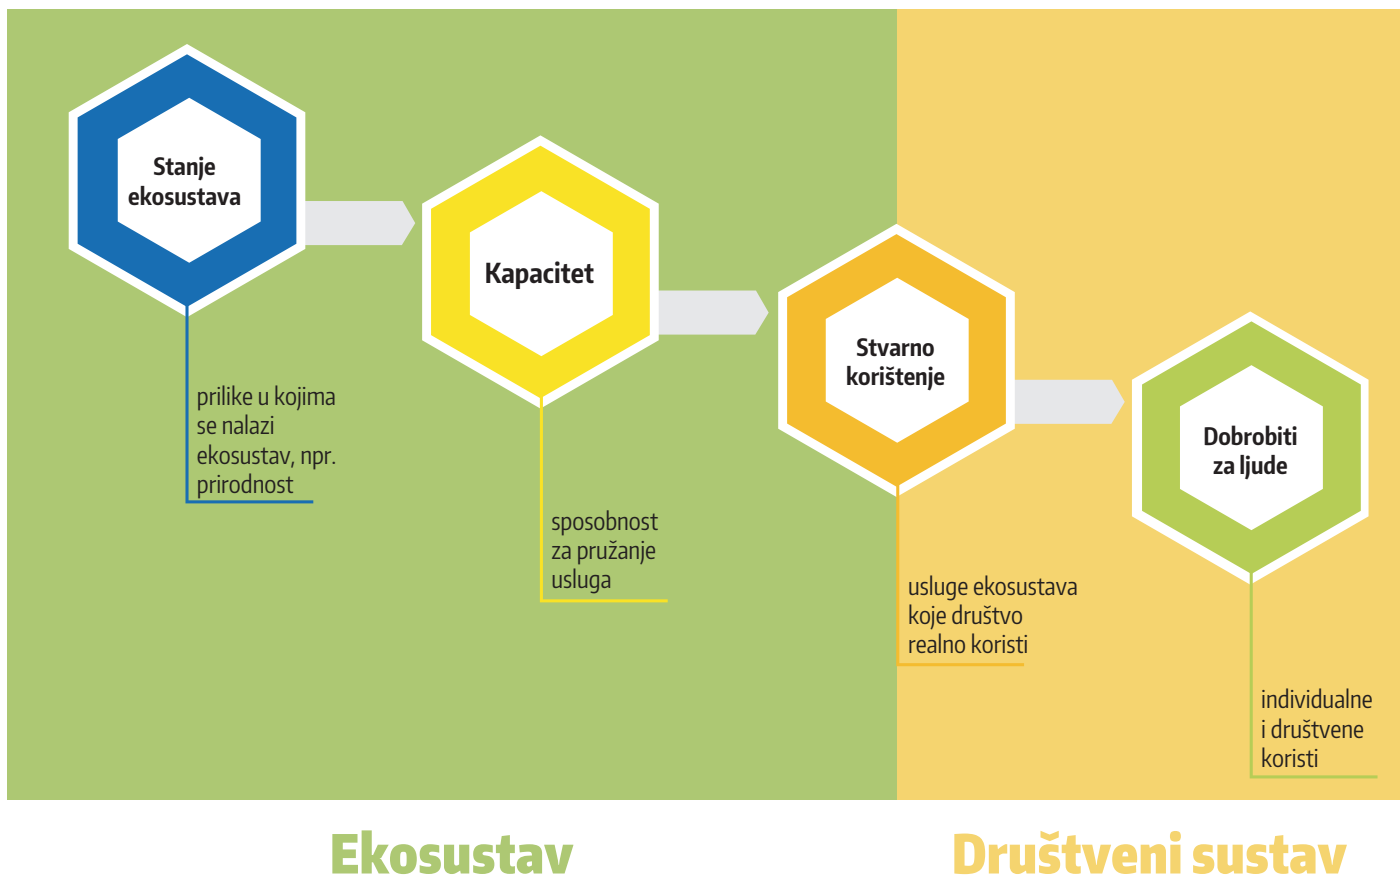 Stanje
ekosustava
prilike u kojima
se nalazi
ekosustav, npr.
prirodnost
Kapacitet
sposobnost
za pružanje
usluga
Stvarno
korištenje
usluge ekosustava
koje društvo
realno koristi
Dobrobiti
za ljude
individualne
i društvene
koristi
Ekosustav
Društveni sustav